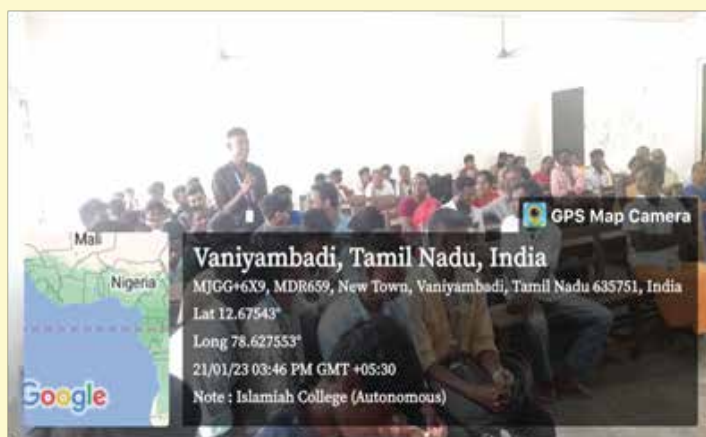 GPS Map Camera
Mali
Nigeria
Google
Vaniyambadi, Tamil Nadu, India
MJGG+6X9, MDR659, New Town, Vaniyambadi, Tamil Nadu 635751, India
Lat 12.67543°
Long 78.627553°
21/01/23 03:46 PM GMT +05:30
Note : Islamiah College (Autonomous)